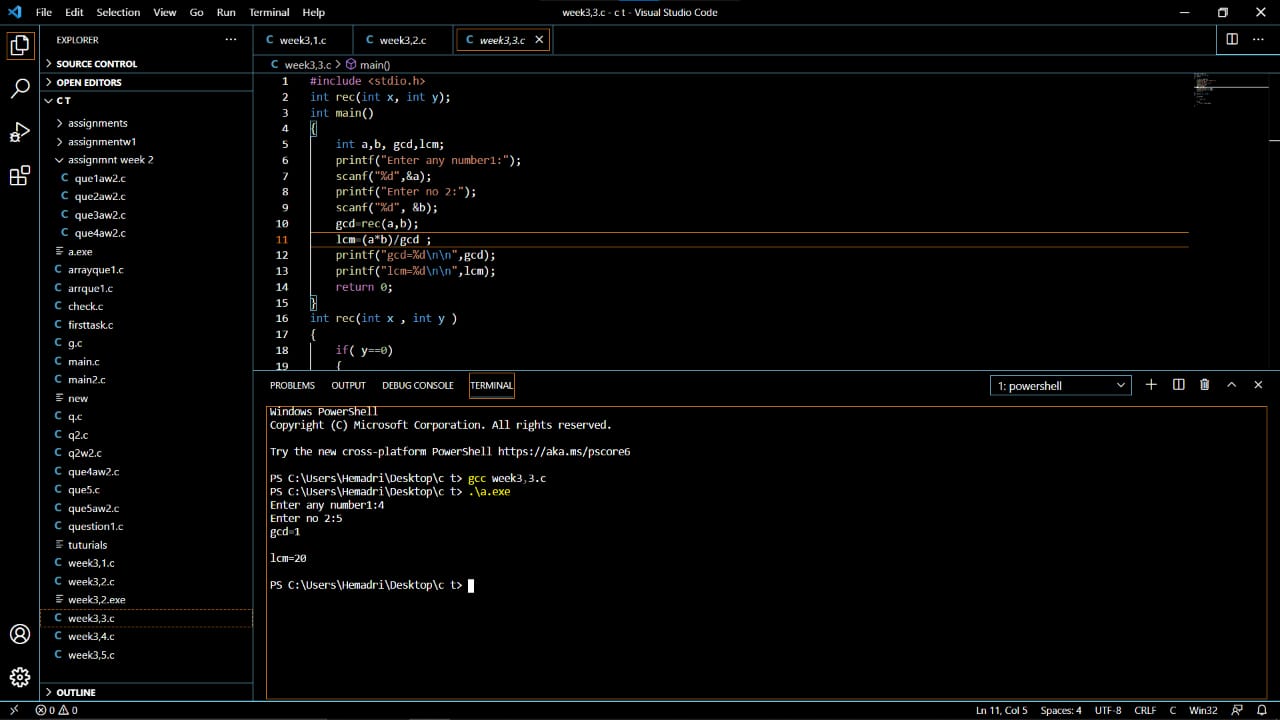 File Edit Selection View Go Run Terminal Help
week3,3.c - c t - Visual Studio Code
EXPLORER
SOURCE CONTROL
OPEN EDITORS
C T
assignments
assignmentw1
assignmnt week 2
C que1aw2.c
C que2aw2.c
C que3aw2.c
C que4aw2.c
a.exe
C arrayque1.c
C arrque1.c
C check.c
C firsttask.c
C g.c
C main.c
C main2.c
new
C q.c
C q2.c
C q2w2.c
C que4aw2.c
C que5.c
C que5aw2.c
C question1.c
tuturials
C week3,1.c
C week3,2.c
week3,2.exe
C week3,3.c
C week3,4.c
C week3,5.c
OUTLINE
C week3,1.c C week3,2.c C week3,3.c
C week3,3.c > main()
1 #include <stdio.h>
2 int rec(int x, int y);
3 int main()
4 {
5 int a,b, gcd,lcm;
6 printf("Enter any number1:");
7 scanf("%d",&a);
8 printf("Enter no 2:");
9 scanf("%d", &b);
10 gcd=rec(a,b);
11 lcm=(a*b)/gcd ;
12 printf("gcd=%d\n\n",gcd);
13 printf("lcm=%d\n\n",lcm);
14 return 0;
15 }
16 int rec(int x , int y )
17 {
18 if( y==0)
19 {
PROBLEMS OUTPUT DEBUG CONSOLE TERMINAL
1: powershell
Windows PowerShell
Copyright (C) Microsoft Corporation. All rights reserved.
Try the new cross-platform PowerShell https://aka.ms/pscore6
PS C:\Users\Hemadri\Desktop\c t> gcc week3,3.c
PS C:\Users\Hemadri\Desktop\c t> .\a.exe
Enter any number1:4
Enter no 2:5
gcd=1
lcm=20
PS C:\Users\Hemadri\Desktop\c t>
0 0
Ln 11, Col 5 Spaces: 4 UTF-8 CRLF C Win32